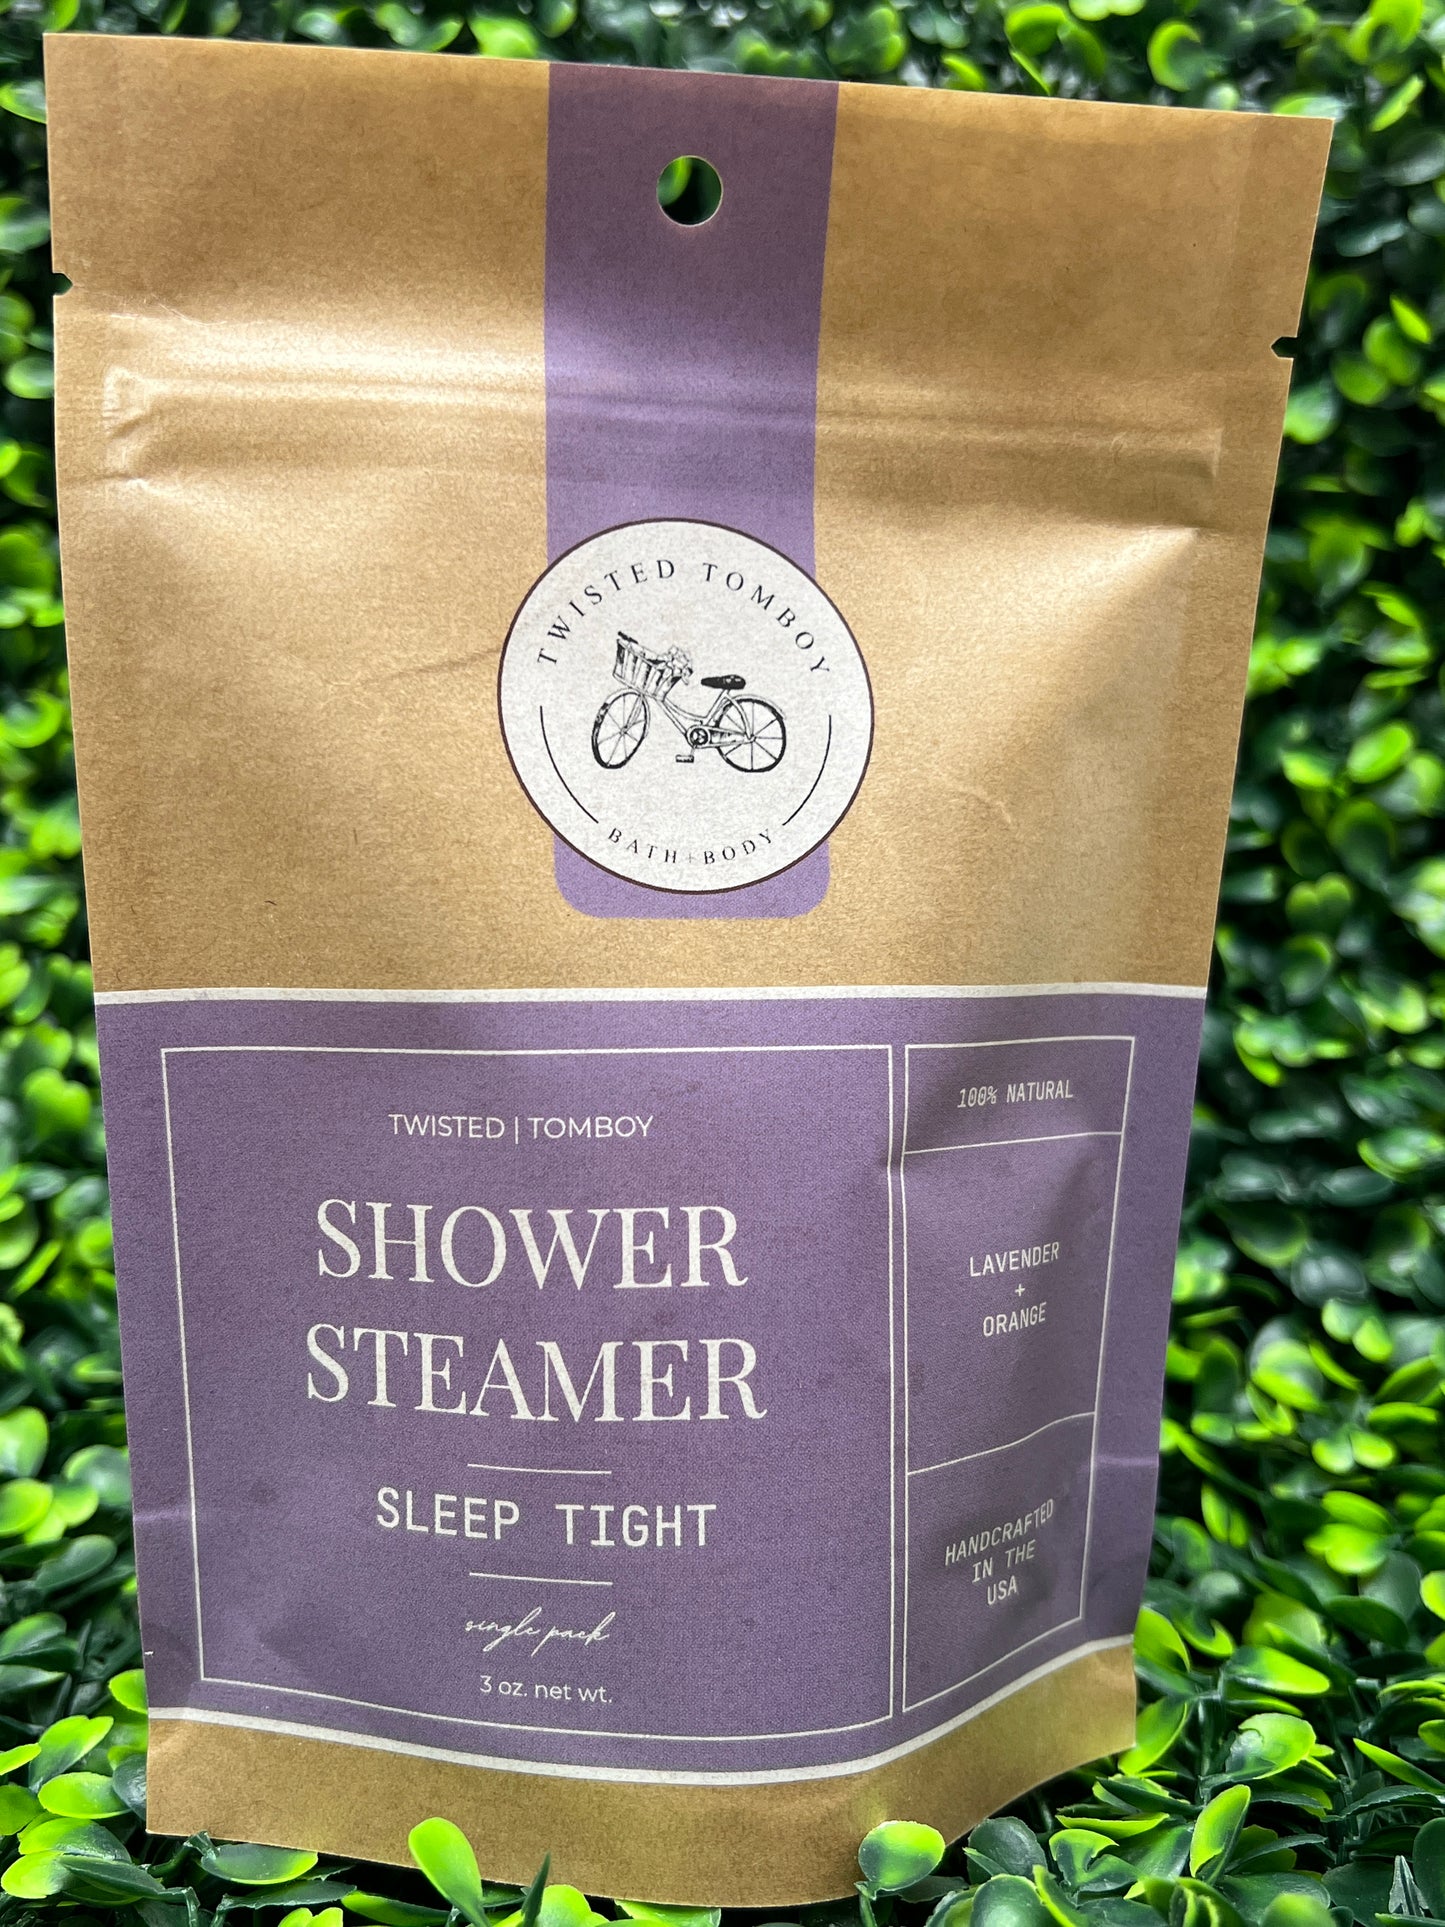 TWISTED TOMBOY
BATH + BODY
TWISTED | TOMBOY
SHOWER
STEAMER
SLEEP TIGHT
single pack
3 oz. net wt.
100% NATURAL
LAVENDER
+
ORANGE
HANDCRAFTED
IN THE
USA